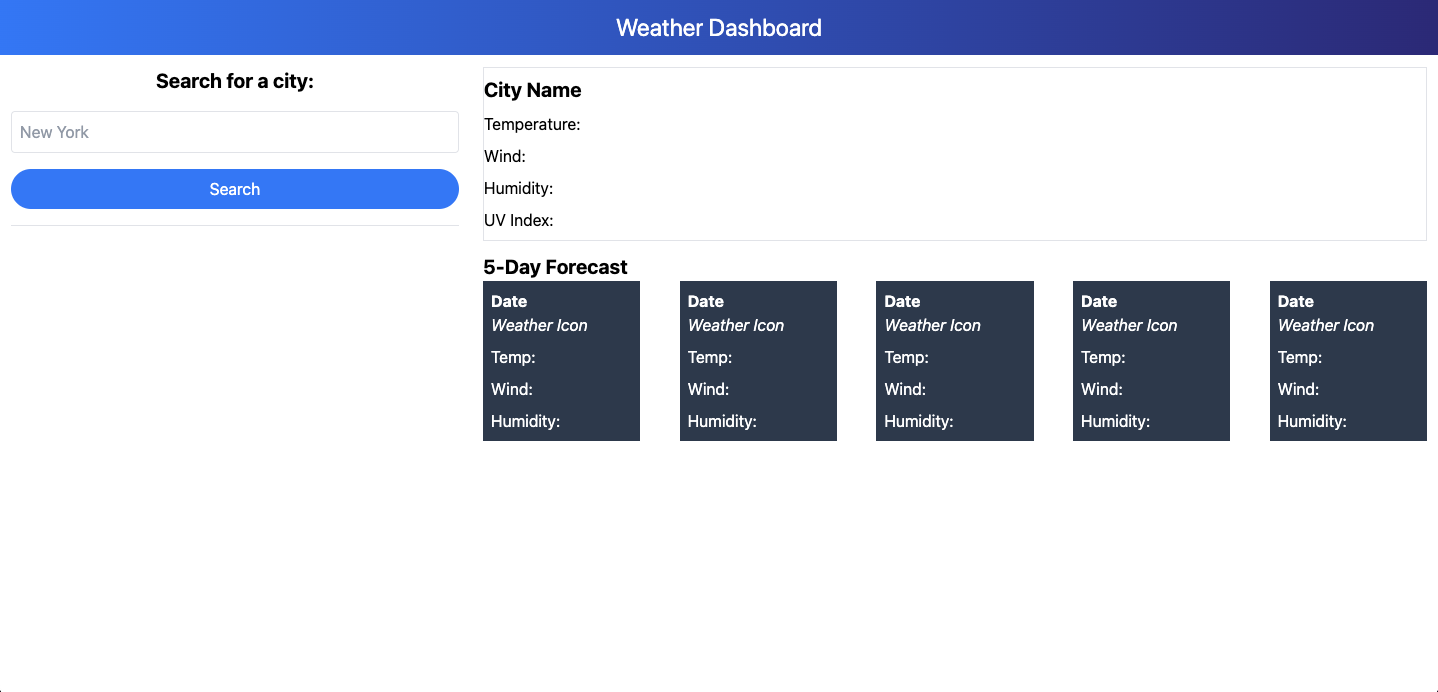 Weather Dashboard
Search for a city:
New York
Search
City Name
Temperature:
Wind:
Humidity:
UV Index:
5-Day Forecast
Date
Weather Icon
Temp:
Wind:
Humidity:
Date
Weather Icon
Temp:
Wind:
Humidity:
Date
Weather Icon
Temp:
Wind:
Humidity:
Date
Weather Icon
Temp:
Wind:
Humidity:
Date
Weather Icon
Temp:
Wind:
Humidity: